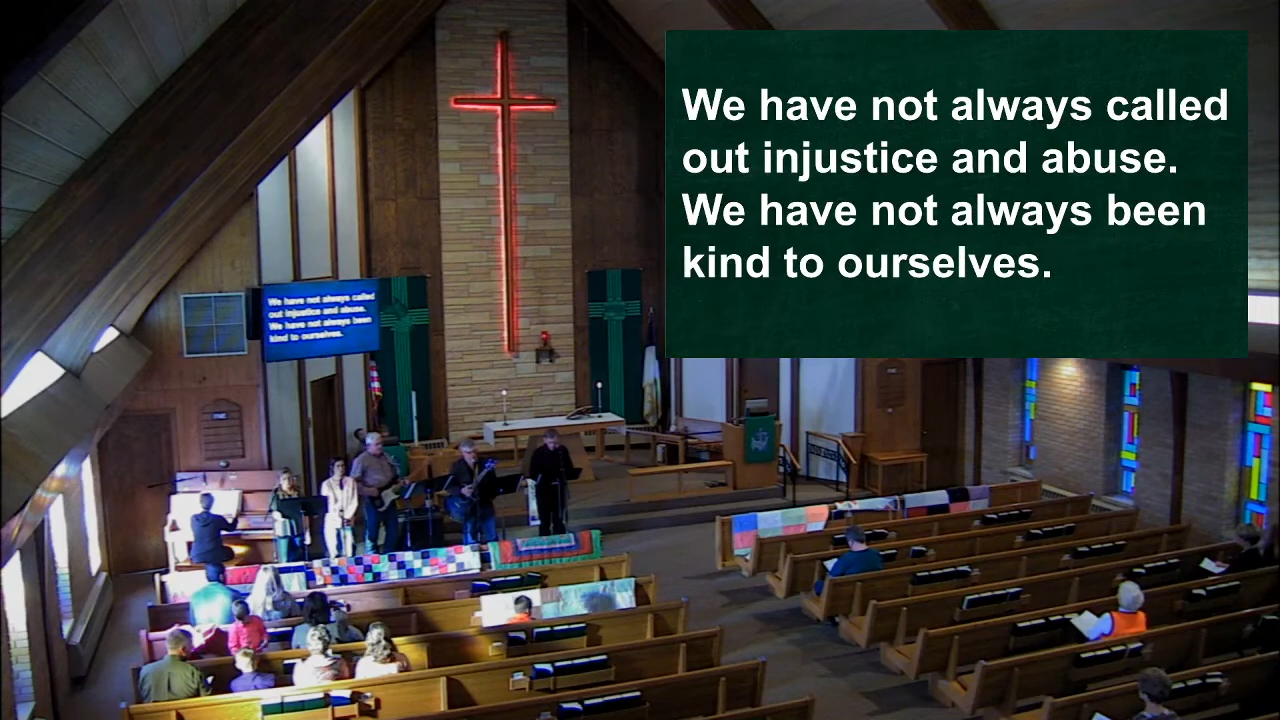 We have not always called
out injustice and abuse.
We have not always been
kind to ourselves.
We have not always called
out injustice and abuse.
We have not always been
kind to ourselves.